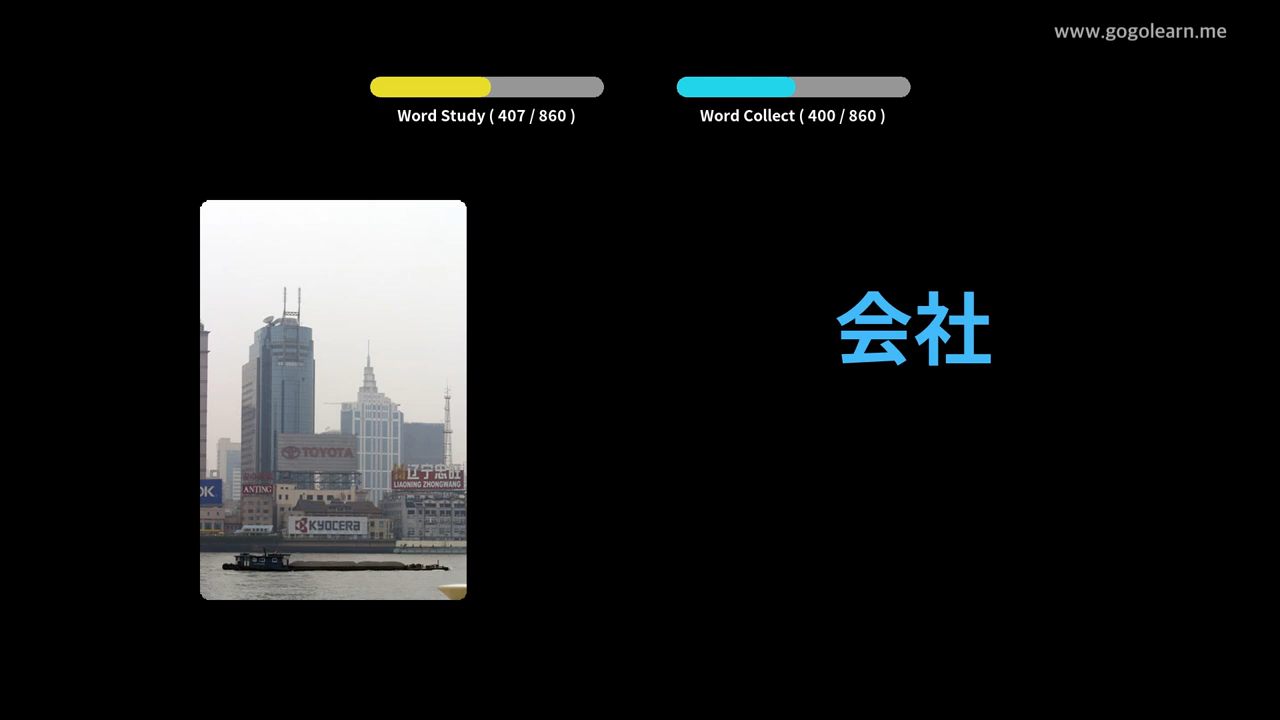 www.gogolearn.me
Word Study ( 407 / 860 )
Word Collect ( 400 / 860 )
会社
TOYOTA
辽宁忠旺
LIAONING ZHONGWANG
OK
ANTING
KYOCERA